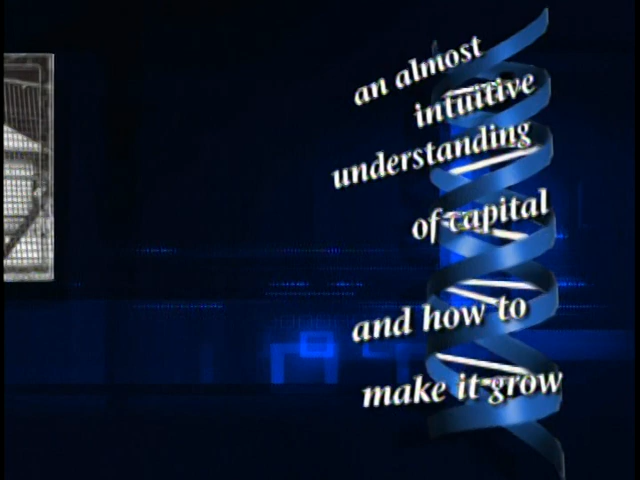 an almost
intuitive
understanding
of capital
and how to
make it grow